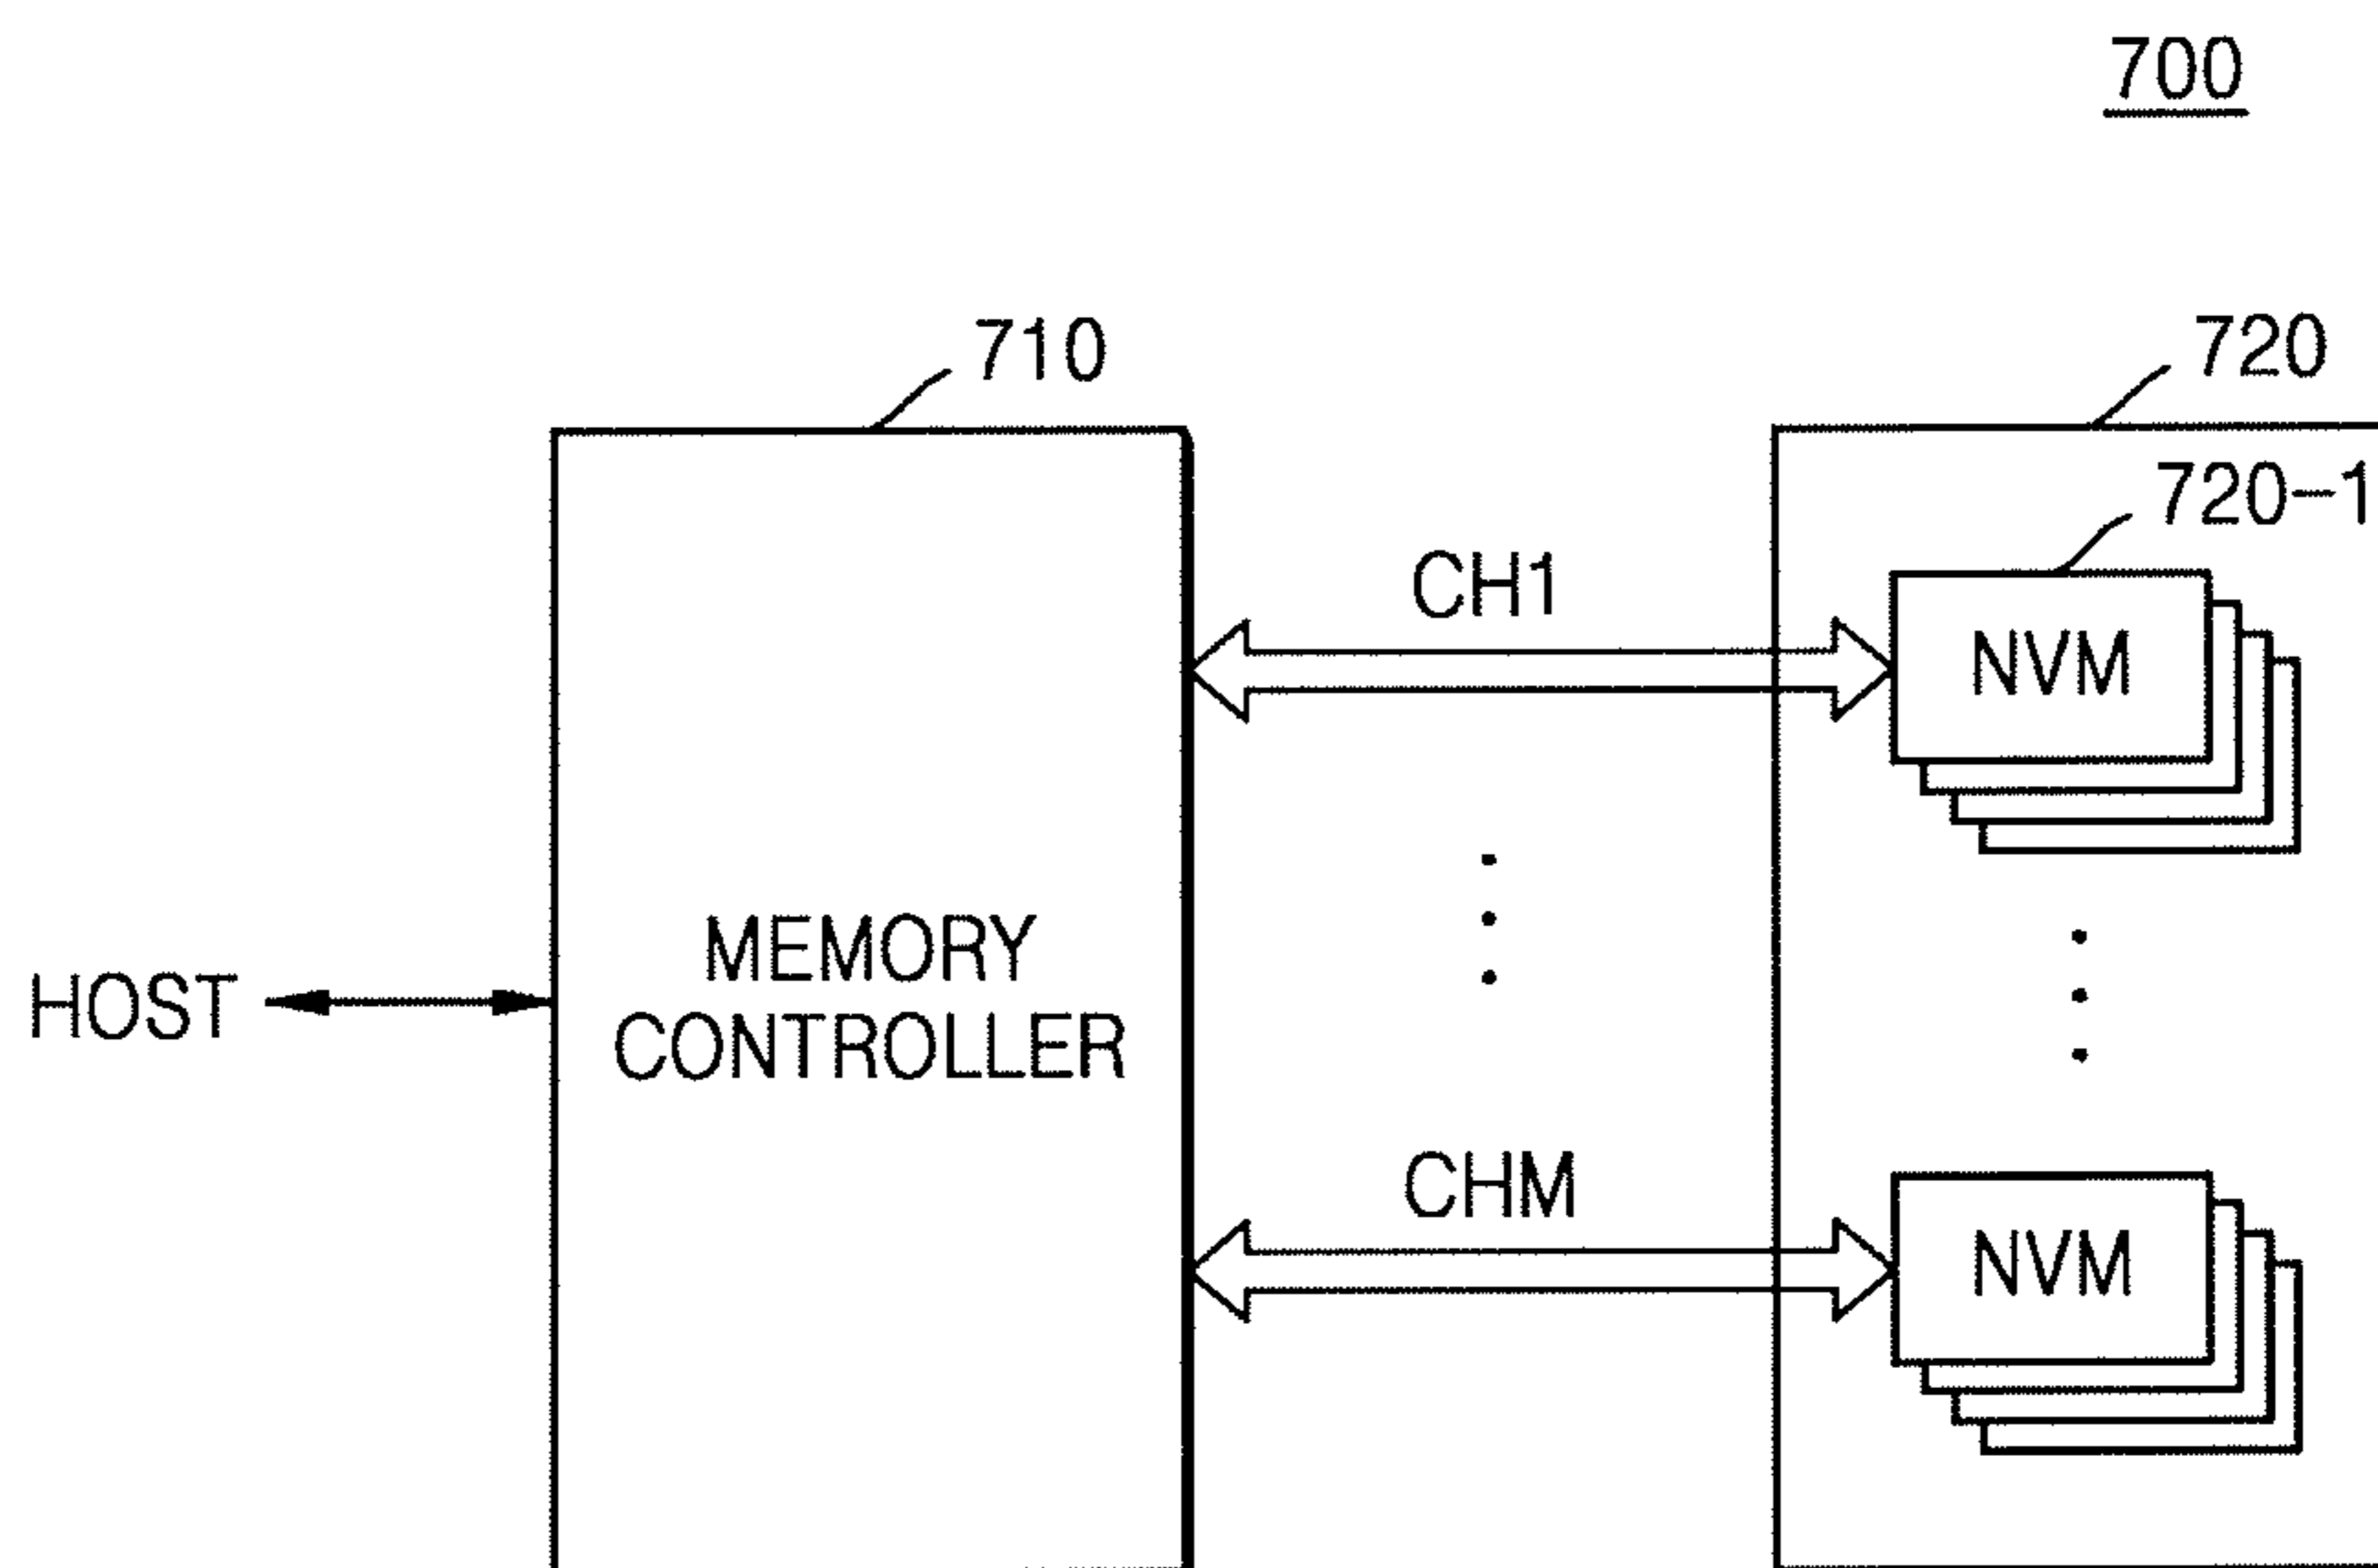 700
710
720
720-1
CH1
NVM
HOST
MEMORY
CONTROLLER
CHM
NVM